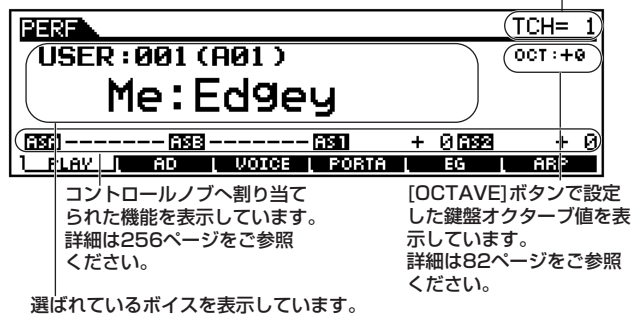 PERF
TCH= 1
USER:001(A01)
OCT:+0
Me:Edgey
ASA ------- ASB ------- AS1 + 0 AS2 + 0
PLAY AD VOICE PORTA EG ARP
コントロールノブへ割り当て
られた機能を表示しています。
詳細は256ページをご参照
ください。
[OCTAVE]ボタンで設定
した鍵盤オクターブ値を表
示しています。
詳細は82ページをご参照
ください。
選ばれているボイスを表示しています。